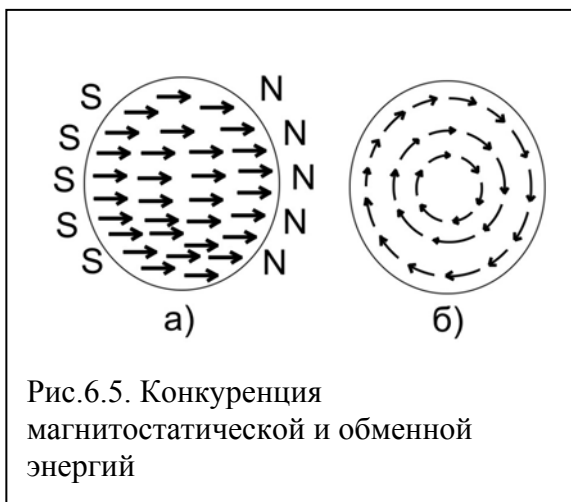 S N
S N
S N
S N
S N
а) б)
Рис.6.5. Конкуренция
магнитостатической и обменной
энергий